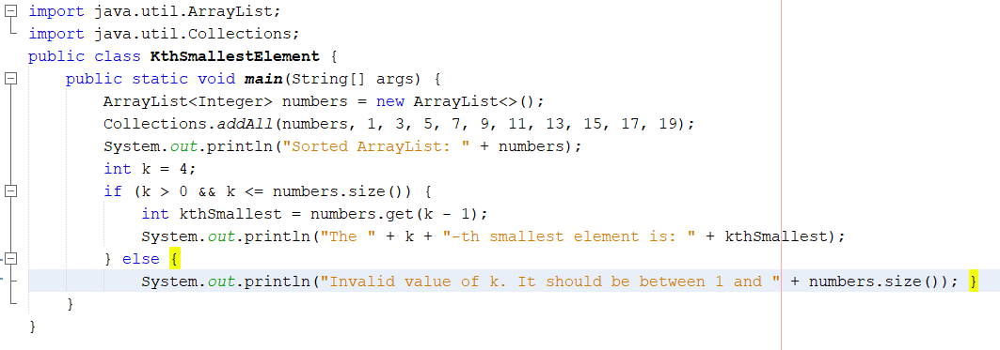 import java.util.ArrayList;
import java.util.Collections;
public class KthSmallestElement {
    public static void main(String[] args) {
        ArrayList<Integer> numbers = new ArrayList<>();
        Collections.addAll(numbers, 1, 3, 5, 7, 9, 11, 13, 15, 17, 19);
        System.out.println("Sorted ArrayList: " + numbers);
        int k = 4;
        if (k > 0 && k <= numbers.size()) {
            int kthSmallest = numbers.get(k - 1);
            System.out.println("The " + k + "-th smallest element is: " + kthSmallest);
        } else {
            System.out.println("Invalid value of k. It should be between 1 and " + numbers.size()); }
    }
}